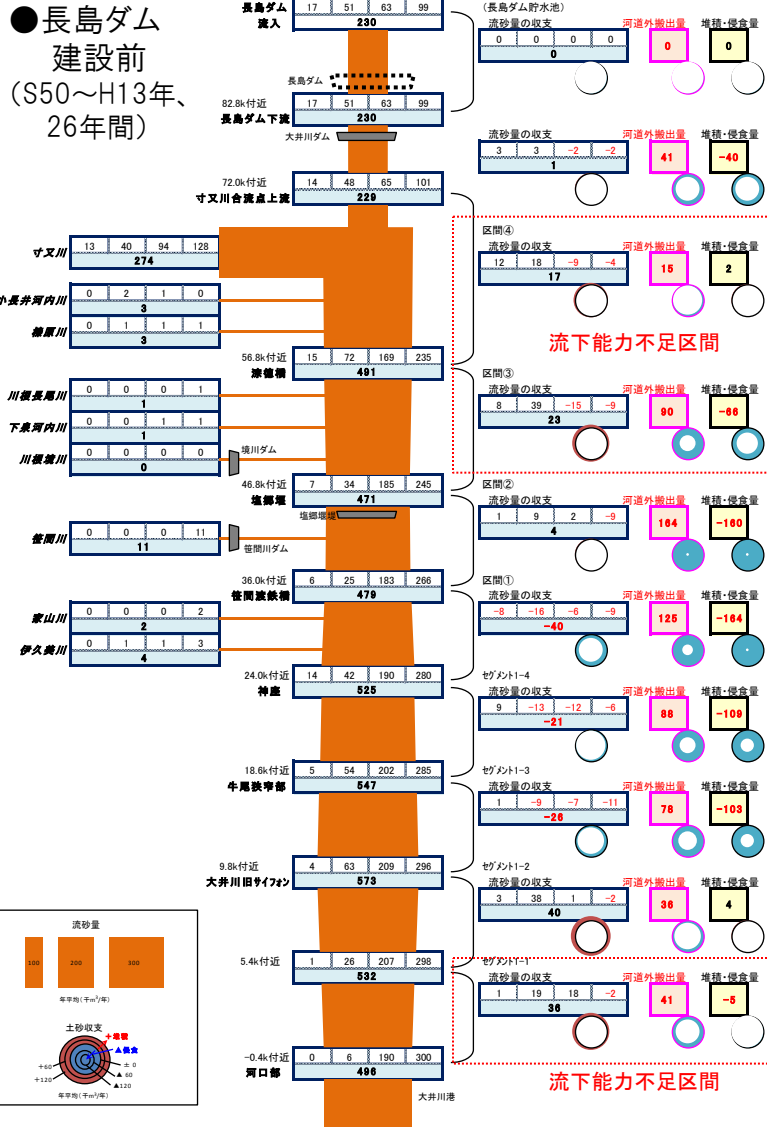 ●長島ダム
建設前
(S50～H13年、
26年間)
長島ダム
流入
17 51 63 99
230
長島ダム
82.8k付近
長島ダム下流
17 51 63 99
230
大井川ダム
72.0k付近
寸又川合流点上流
14 48 65 101
229
寸又川
13 40 94 128
274
小長井河内川
0 2 1 0
3
榛原川
0 1 1 1
3
56.8k付近
淙徳橋
15 72 169 235
491
川根長尾川
0 0 0 1
1
下泉河内川
0 0 1 1
1
川根境川
0 0 0 0
0
境川ダム
46.8k付近
塩郷堰
7 34 185 245
471
塩郷堰堤
笹間川
0 0 0 11
11
笹間川ダム
36.0k付近
笹間渡鉄橋
6 25 183 266
479
家山川
0 0 0 2
2
伊久美川
0 1 1 3
4
24.0k付近
神座
14 42 190 280
525
18.6k付近
牛尾狭窄部
5 54 202 285
547
9.8k付近
大井川旧サイフォン
4 63 209 296
573
5.4k付近
1 26 207 298
532
-0.4k付近
河口部
0 6 190 300
496
大井川港
(長島ダム貯水池)
流砂量の収支 河道外搬出量 堆積・侵食量
0 0 0 0
0
0
0
流砂量の収支 河道外搬出量 堆積・侵食量
3 3 -2 -2
1
41
-40
区間④
流砂量の収支 河道外搬出量 堆積・侵食量
12 18 -9 -4
17
15
2
流下能力不足区間
区間③
流砂量の収支 河道外搬出量 堆積・侵食量
8 39 -15 -9
23
90
-66
区間②
流砂量の収支 河道外搬出量 堆積・侵食量
1 9 2 -9
4
164
-160
区間①
流砂量の収支 河道外搬出量 堆積・侵食量
-8 -16 -6 -9
-40
125
-164
セグメント1-4
流砂量の収支 河道外搬出量 堆積・侵食量
9 -13 -12 -6
-21
88
-109
セグメント1-3
流砂量の収支 河道外搬出量 堆積・侵食量
1 -9 -7 -11
-26
78
-103
セグメント1-2
流砂量の収支 河道外搬出量 堆積・侵食量
3 38 1 -2
40
36
4
セグメント1-1
流砂量の収支 河道外搬出量 堆積・侵食量
1 19 18 -2
36
41
-5
流下能力不足区間
流砂量
100 200 300
年平均(千m³/年)
土砂収支
+堆積
▲侵食
± 0
▲ 60
▲120
+60
+120
年平均(千m³/年)